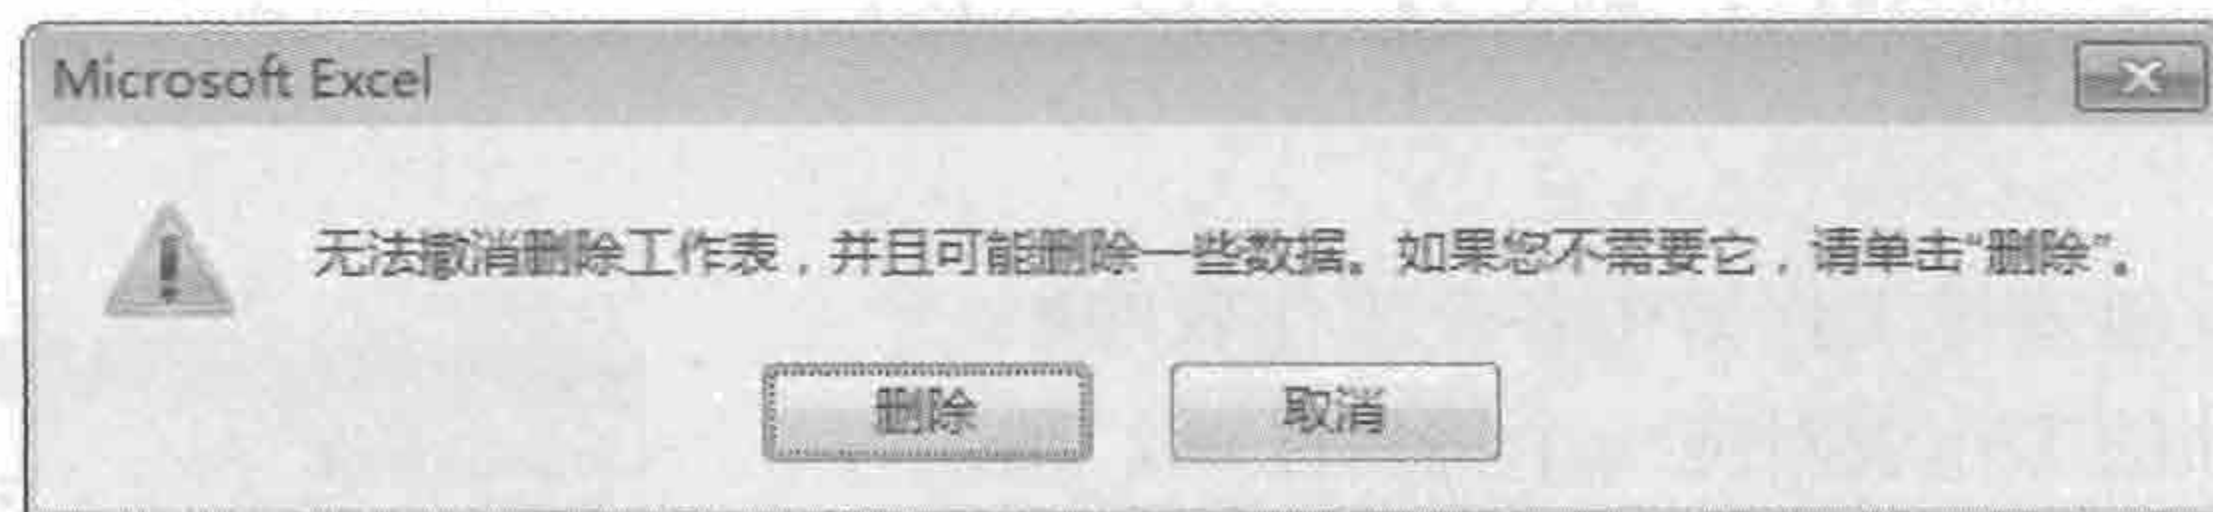 Microsoft Excel
无法撤消删除工作表，并且可能删除一些数据。如果您不需要它，请单击“删除”。
删除
取消